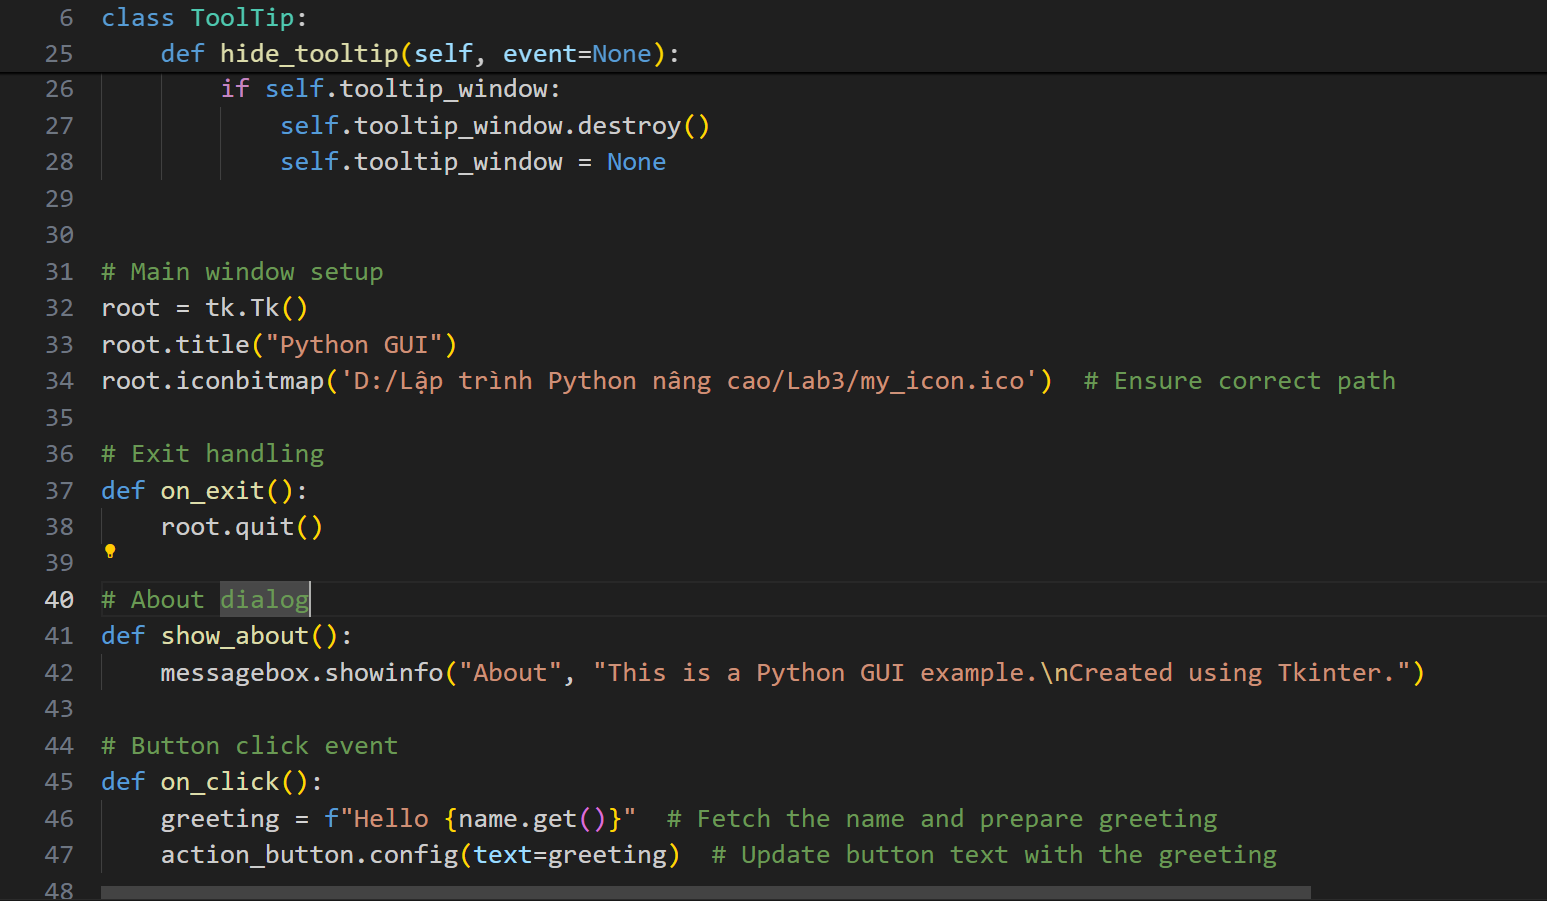 6 class ToolTip:
25     def hide_tooltip(self, event=None):
26         if self.tooltip_window:
27             self.tooltip_window.destroy()
28             self.tooltip_window = None
29
30
31 # Main window setup
32 root = tk.Tk()
33 root.title("Python GUI")
34 root.iconbitmap('D:/Lập trình Python nâng cao/Lab3/my_icon.ico')  # Ensure correct path
35
36 # Exit handling
37 def on_exit():
38     root.quit()
39
40 # About dialog
41 def show_about():
42     messagebox.showinfo("About", "This is a Python GUI example.\nCreated using Tkinter.")
43
44 # Button click event
45 def on_click():
46     greeting = f"Hello {name.get()}"  # Fetch the name and prepare greeting
47     action_button.config(text=greeting)  # Update button text with the greeting
48